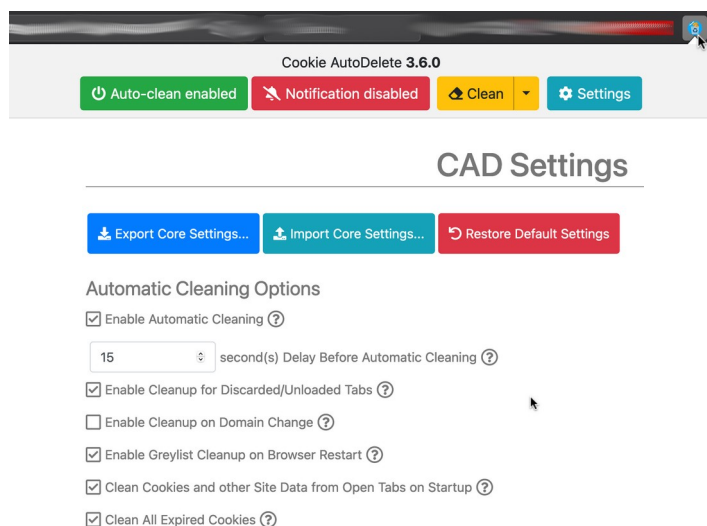 Cookie AutoDelete 3.6.0
Auto-clean enabled Notification disabled Clean Settings
CAD Settings
Export Core Settings... Import Core Settings... Restore Default Settings
Automatic Cleaning Options
Enable Automatic Cleaning ?
15 second(s) Delay Before Automatic Cleaning ?
Enable Cleanup for Discarded/Unloaded Tabs ?
Enable Cleanup on Domain Change ?
Enable Greylist Cleanup on Browser Restart ?
Clean Cookies and other Site Data from Open Tabs on Startup ?
Clean All Expired Cookies ?